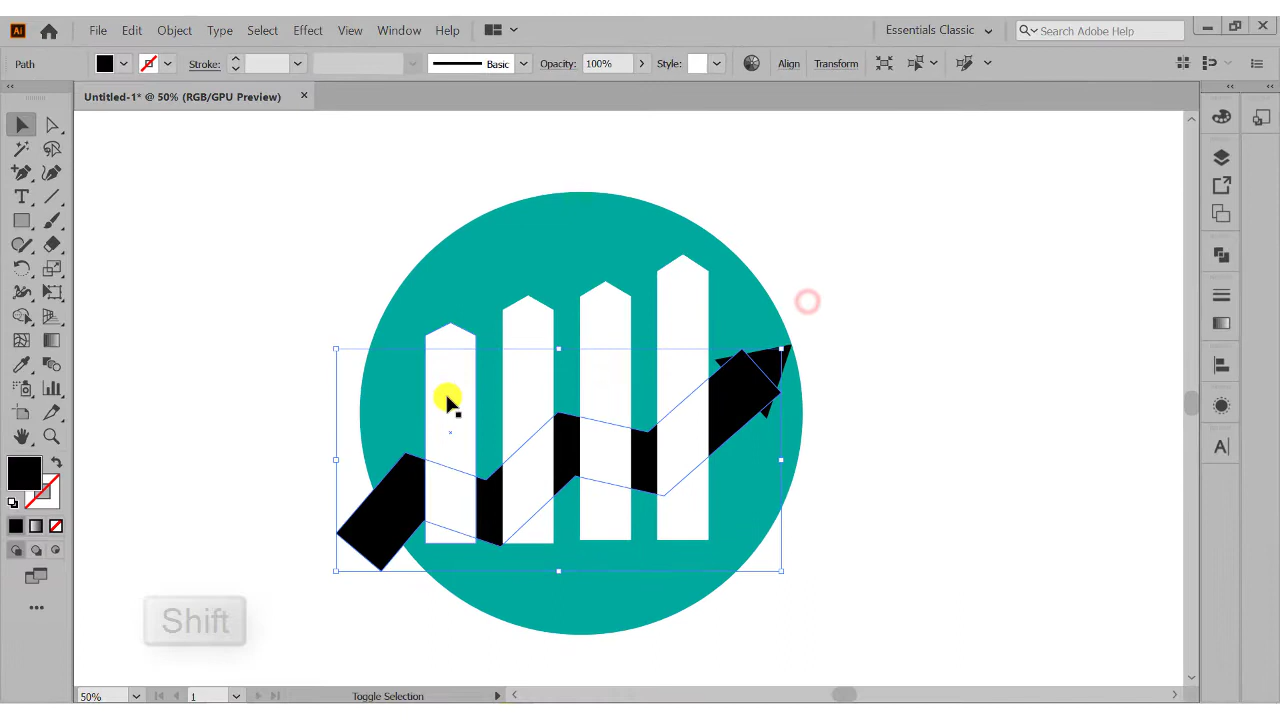 Ai File Edit Object Type Select Effect View Window Help Essentials Classic Search Adobe Help
Path Stroke: Basic Opacity: 100% Style: Align Transform
Untitled-1* @ 50% (RGB/GPU Preview)
Shift
50% 1 Toggle Selection